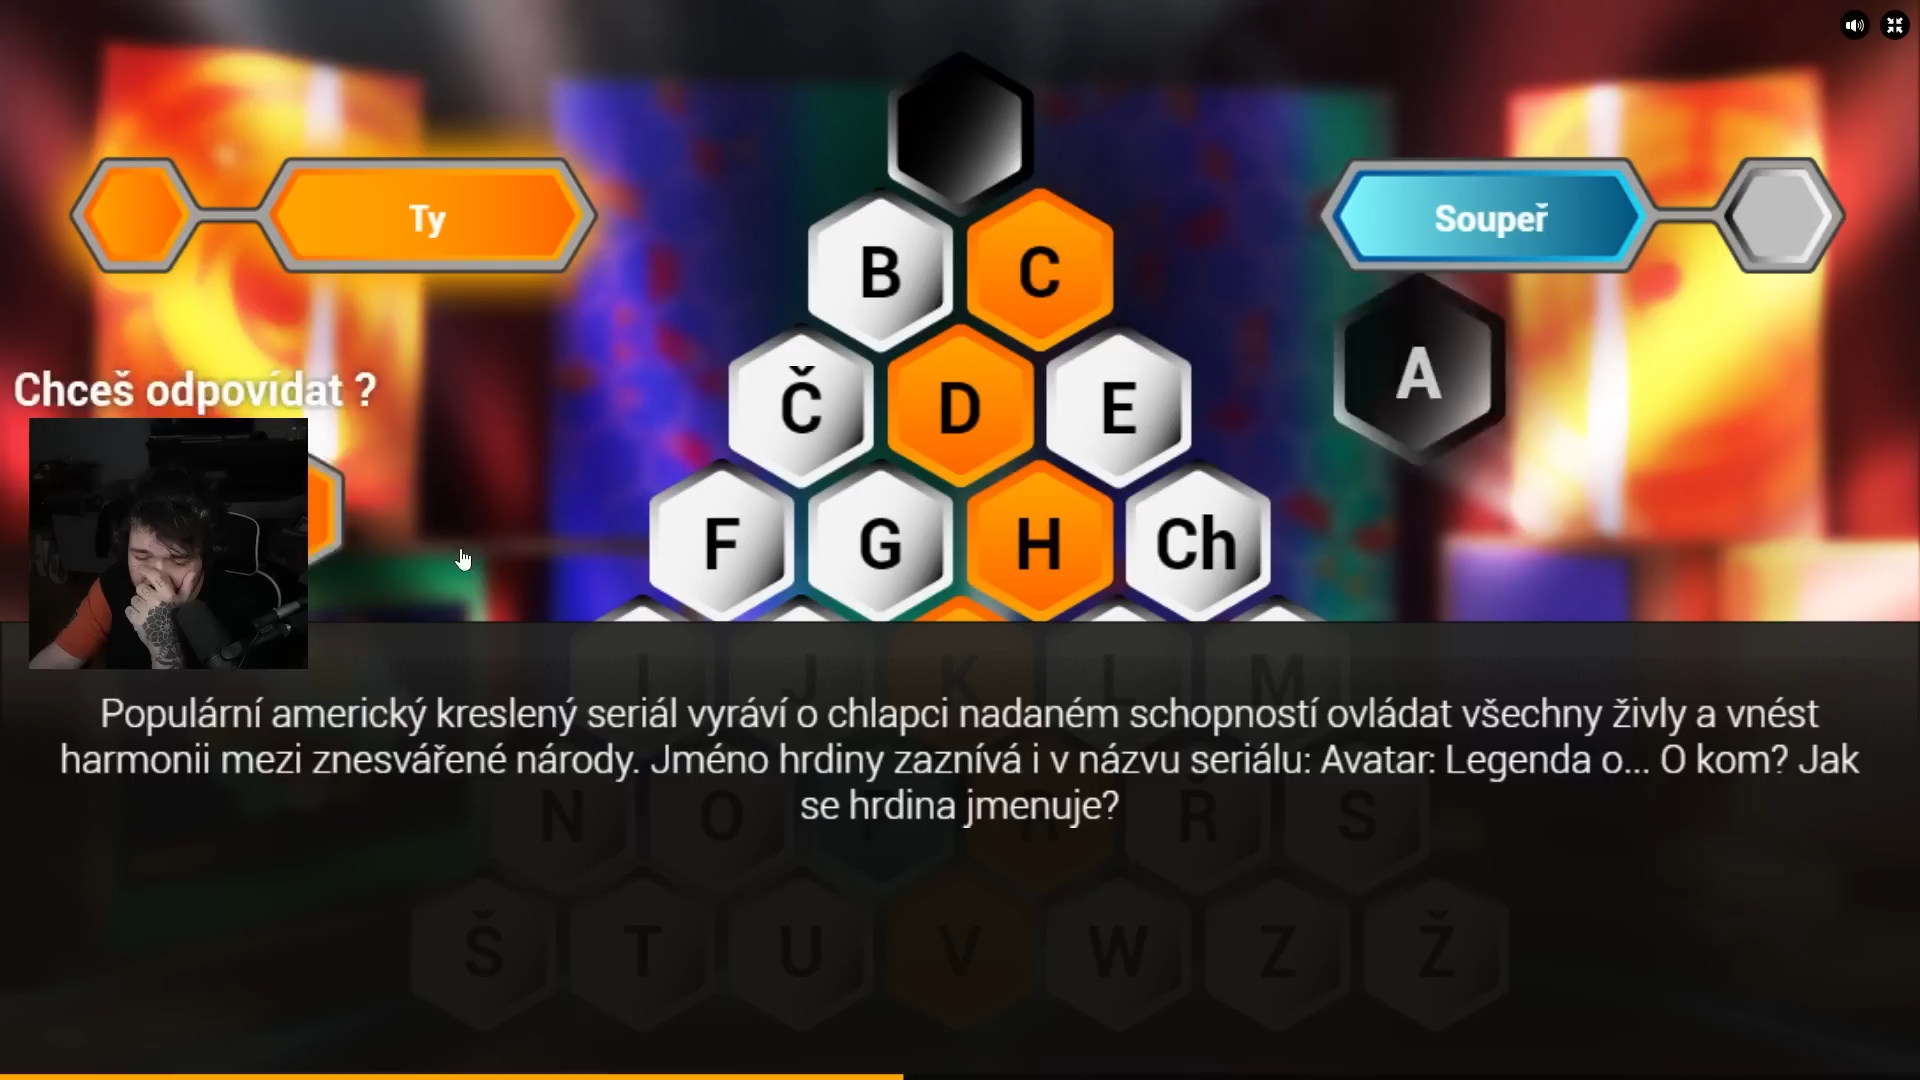 Ty
Soupeř
B
C
A
Chceš odpovídat ?
Č
D
E
F
G
H
Ch
I
J
K
L
M
Populární americký kreslený seriál vyráví o chlapci nadaném schopností ovládat všechny živly a vnést
harmonii mezi znesvářené národy. Jméno hrdiny zaznívá i v názvu seriálu: Avatar: Legenda o... O kom? Jak
se hrdina jmenuje?
N
O
R
Ř
S
Š
T
U
V
W
Z
Ž